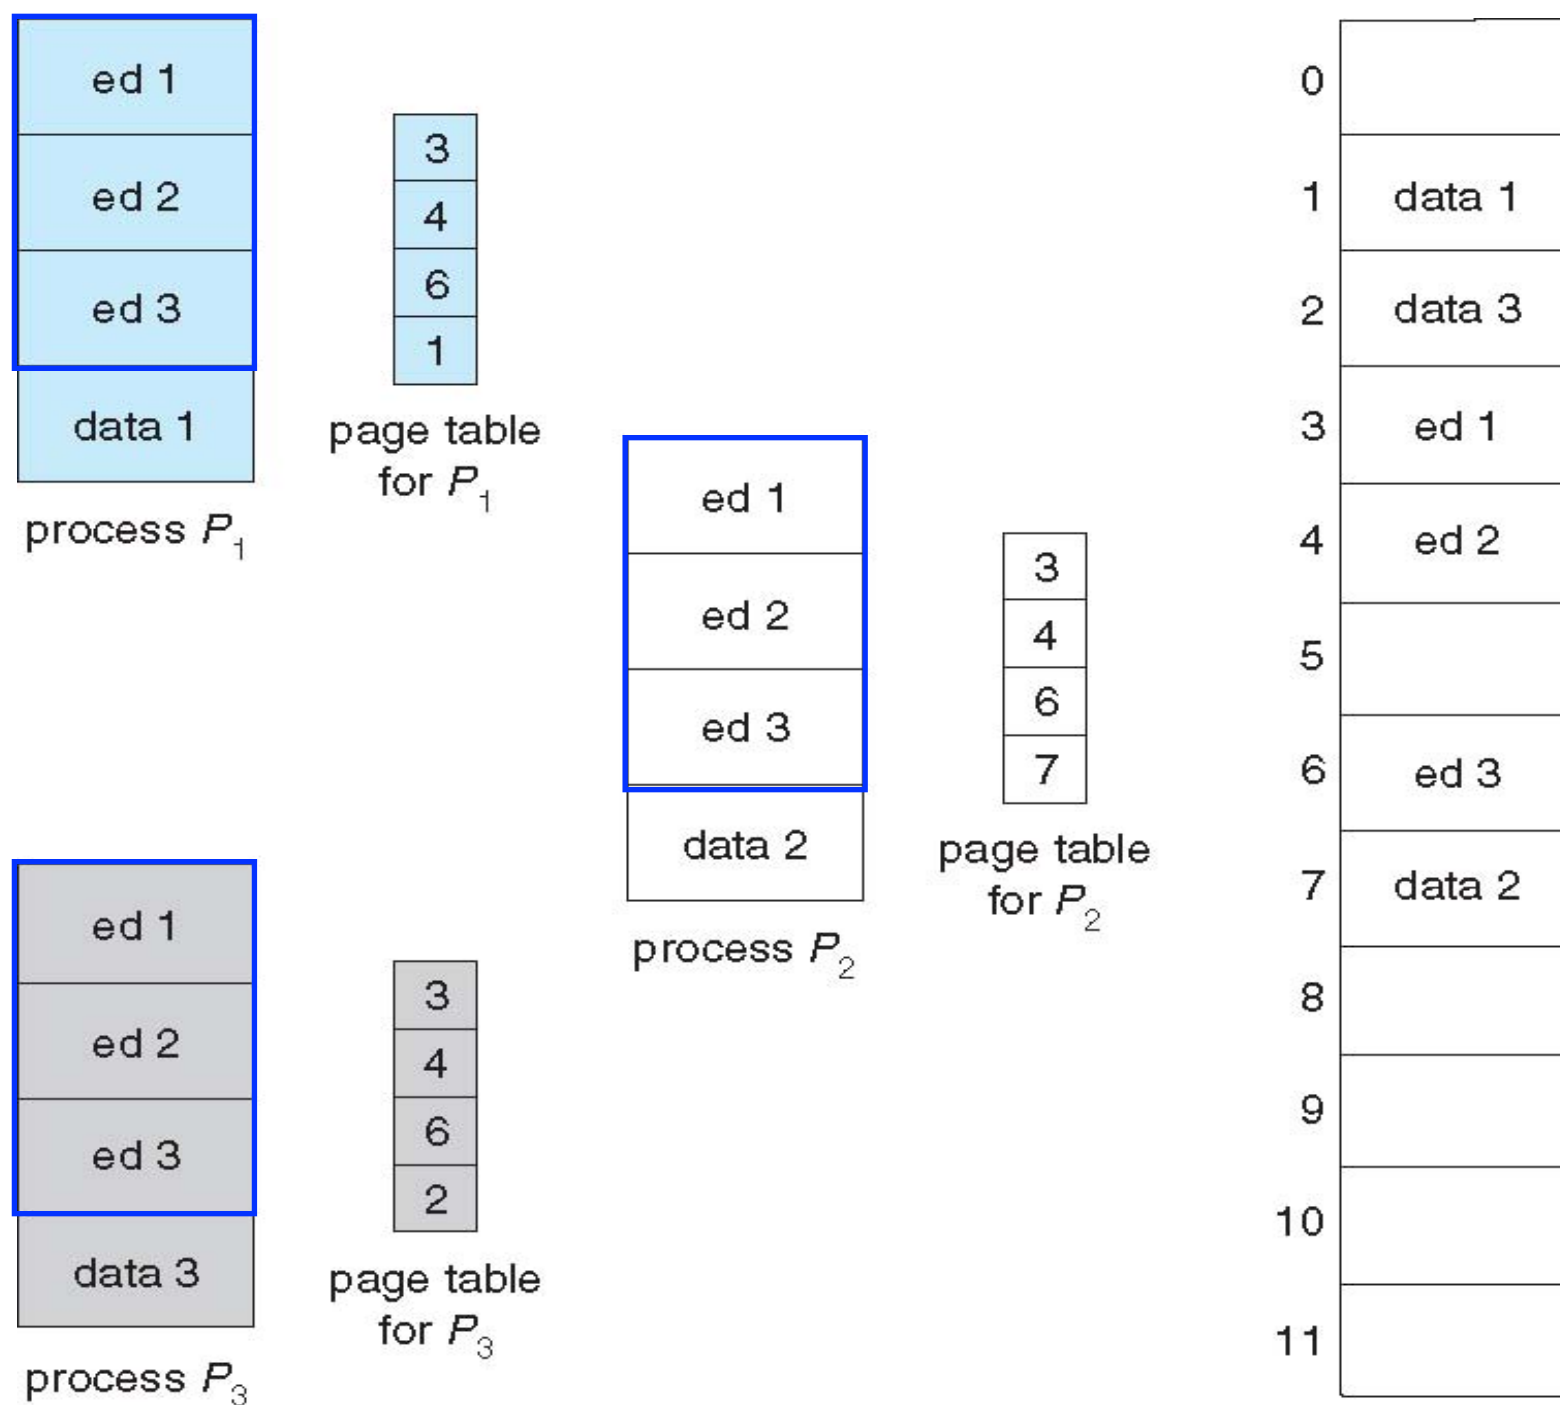 ed 1
ed 2
ed 3
data 1
process P1
3
4
6
1
page table
for P1
ed 1
ed 2
ed 3
data 2
process P2
3
4
6
7
page table
for P2
ed 1
ed 2
ed 3
data 3
process P3
3
4
6
2
page table
for P3
0
1 data 1
2 data 3
3 ed 1
4 ed 2
5
6 ed 3
7 data 2
8
9
10
11